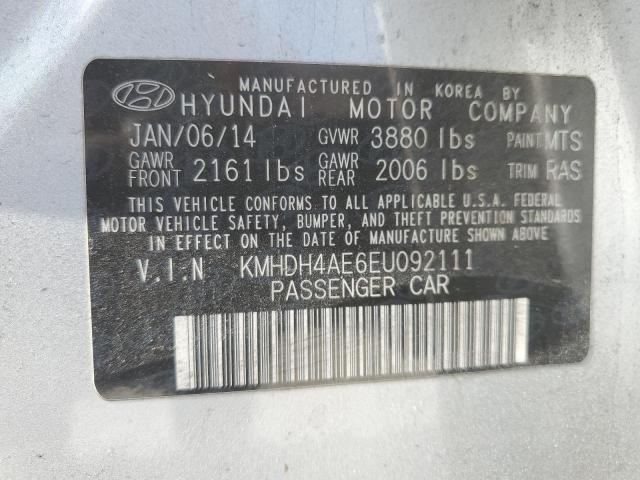 MANUFACTURED IN KOREA BY
HYUNDAI MOTOR COMPANY
JAN/06/14 GVWR 3880 lbs PAINT MTS
GAWR FRONT 2161 lbs GAWR REAR 2006 lbs TRIM RAS
THIS VEHICLE CONFORMS TO ALL APPLICABLE U.S.A. FEDERAL
MOTOR VEHICLE SAFETY, BUMPER, AND THEFT PREVENTION STANDARDS
IN EFFECT ON THE DATE OF MANUFACTURE SHOWN ABOVE.
V.I.N KMHDH4AE6EU092111
PASSENGER CAR